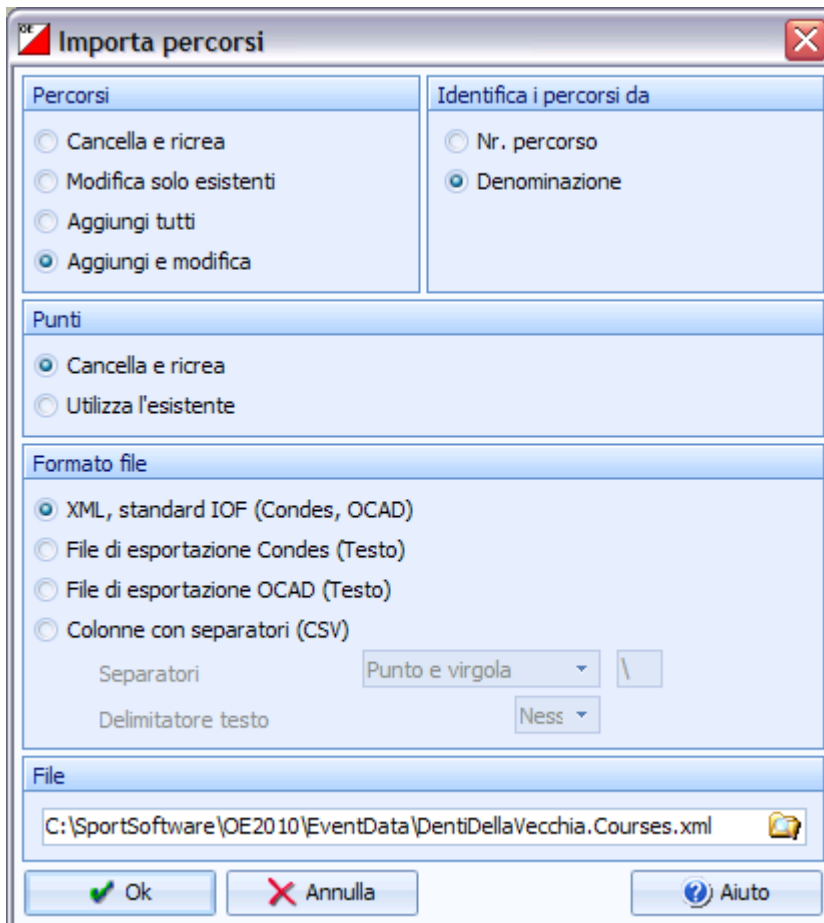 OE
Importa percorsi
Percorsi
Cancella e ricrea
Modifica solo esistenti
Aggiungi tutti
Aggiungi e modifica
Identifica i percorsi da
Nr. percorso
Denominazione
Punti
Cancella e ricrea
Utilizza l'esistente
Formato file
XML, standard IOF (Condes, OCAD)
File di esportazione Condes (Testo)
File di esportazione OCAD (Testo)
Colonne con separatori (CSV)
Separatori Punto e virgola \
Delimitatore testo Ness
File
C:\SportSoftware\OE2010\EventData\DentiDellaVecchia.Courses.xml
Ok Annulla Aiuto